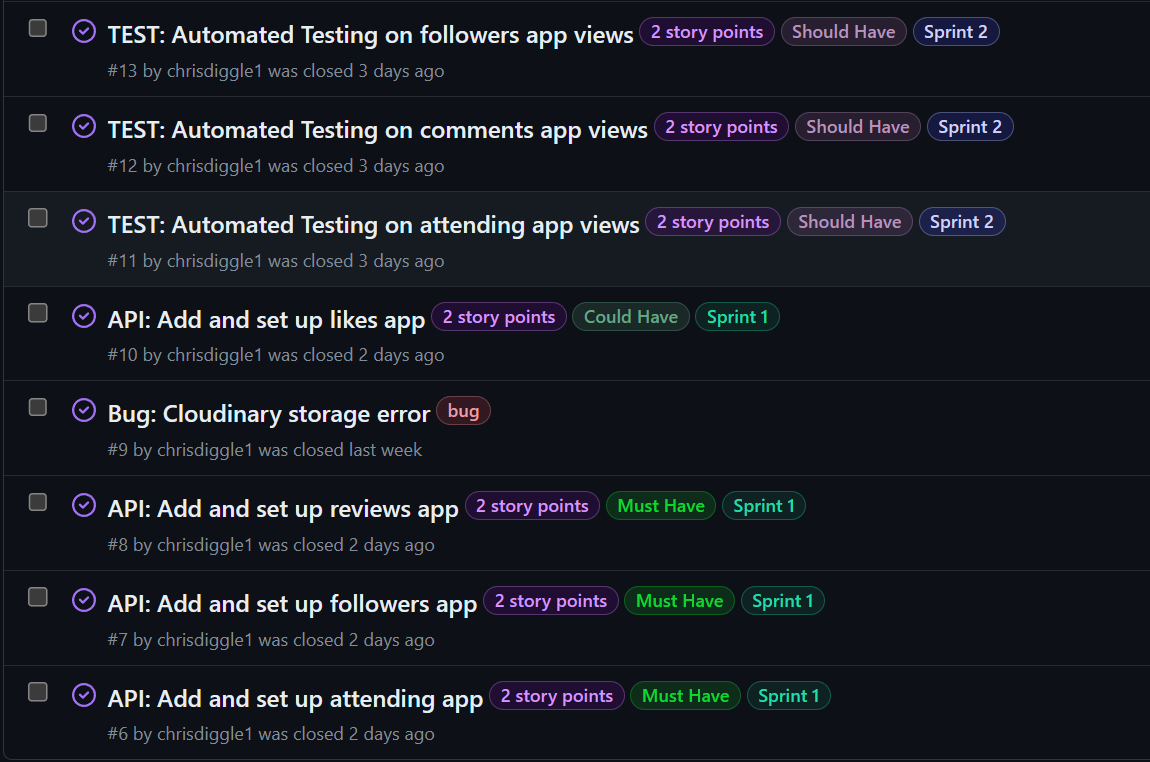 TEST: Automated Testing on followers app views 2 story points Should Have Sprint 2
#13 by chrisdiggle1 was closed 3 days ago
TEST: Automated Testing on comments app views 2 story points Should Have Sprint 2
#12 by chrisdiggle1 was closed 3 days ago
TEST: Automated Testing on attending app views 2 story points Should Have Sprint 2
#11 by chrisdiggle1 was closed 3 days ago
API: Add and set up likes app 2 story points Could Have Sprint 1
#10 by chrisdiggle1 was closed 2 days ago
Bug: Cloudinary storage error bug
#9 by chrisdiggle1 was closed last week
API: Add and set up reviews app 2 story points Must Have Sprint 1
#8 by chrisdiggle1 was closed 2 days ago
API: Add and set up followers app 2 story points Must Have Sprint 1
#7 by chrisdiggle1 was closed 2 days ago
API: Add and set up attending app 2 story points Must Have Sprint 1
#6 by chrisdiggle1 was closed 2 days ago